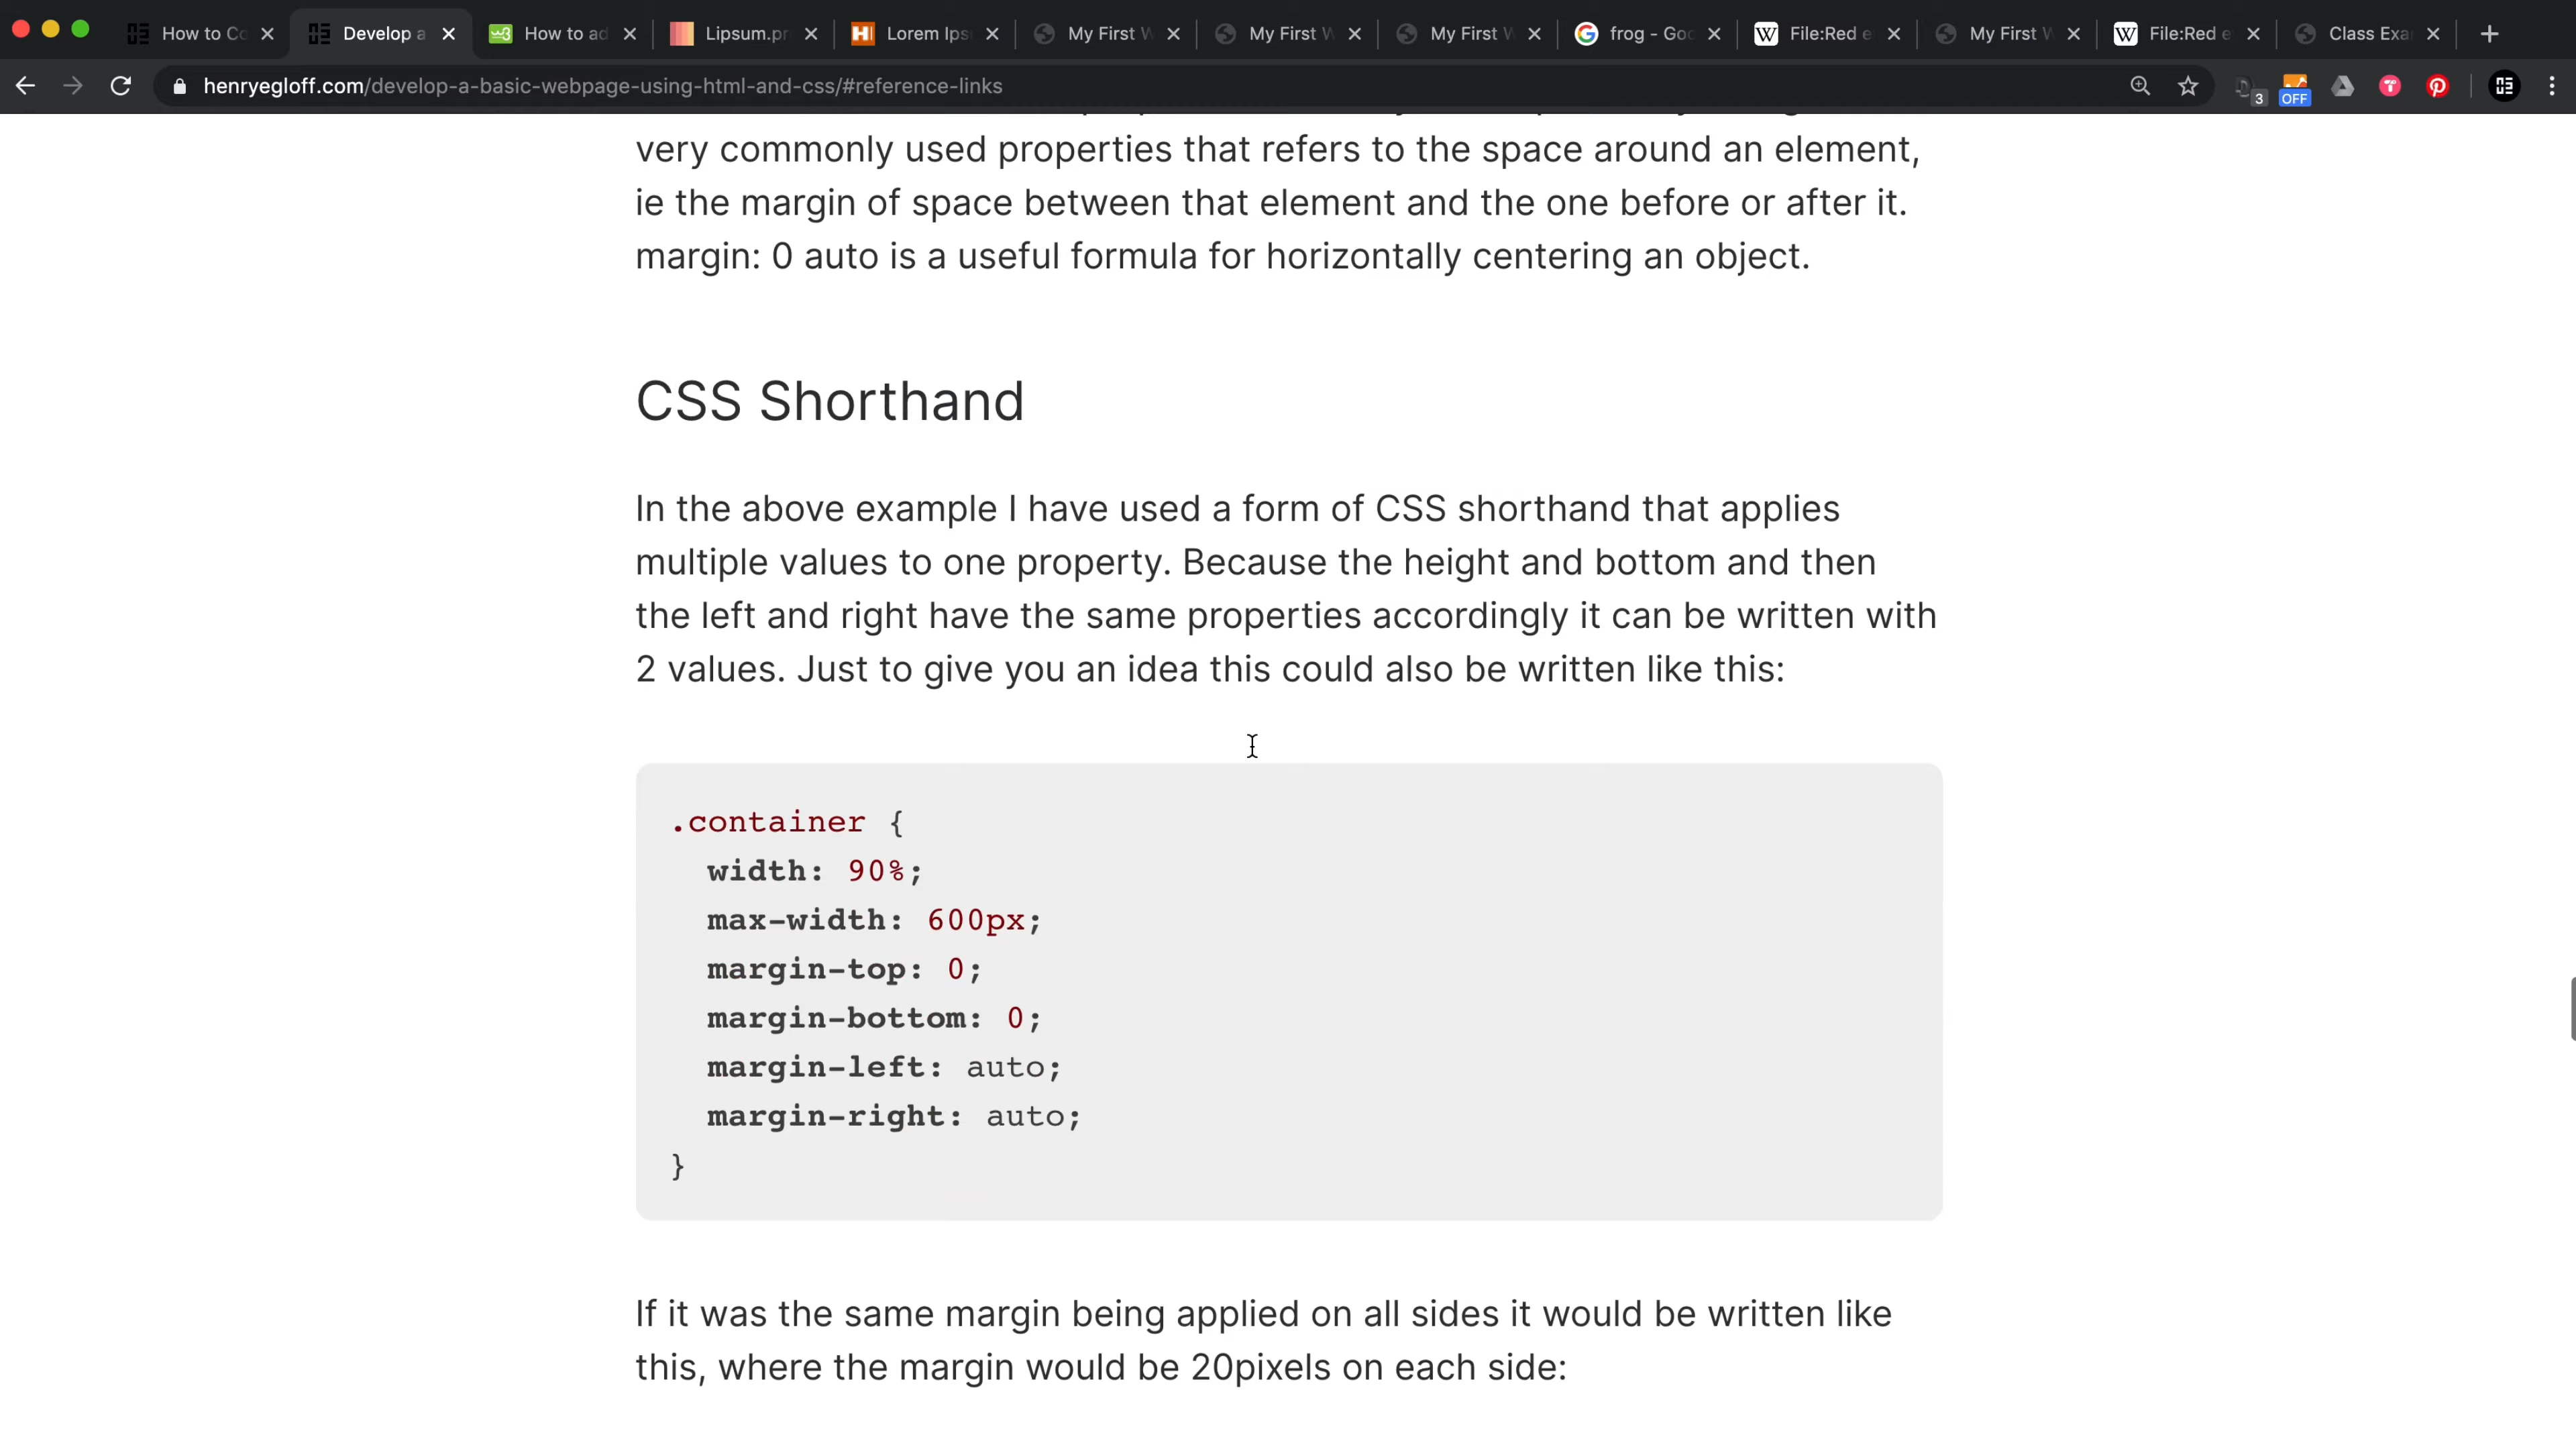 How to Co
Develop a
How to ad
Lipsum.pr
Lorem Ips
My First W
My First W
My First W
frog - Goo
File:Red e
My First W
File:Red e
Class Exa
henryegloff.com/develop-a-basic-webpage-using-html-and-css/#reference-links
3
OFF
very commonly used properties that refers to the space around an element,
ie the margin of space between that element and the one before or after it.
margin: 0 auto is a useful formula for horizontally centering an object.
CSS Shorthand
In the above example I have used a form of CSS shorthand that applies
multiple values to one property. Because the height and bottom and then
the left and right have the same properties accordingly it can be written with
2 values. Just to give you an idea this could also be written like this:
.container {
width: 90%;
max-width: 600px;
margin-top: 0;
margin-bottom: 0;
margin-left: auto;
margin-right: auto;
}
If it was the same margin being applied on all sides it would be written like
this, where the margin would be 20pixels on each side: